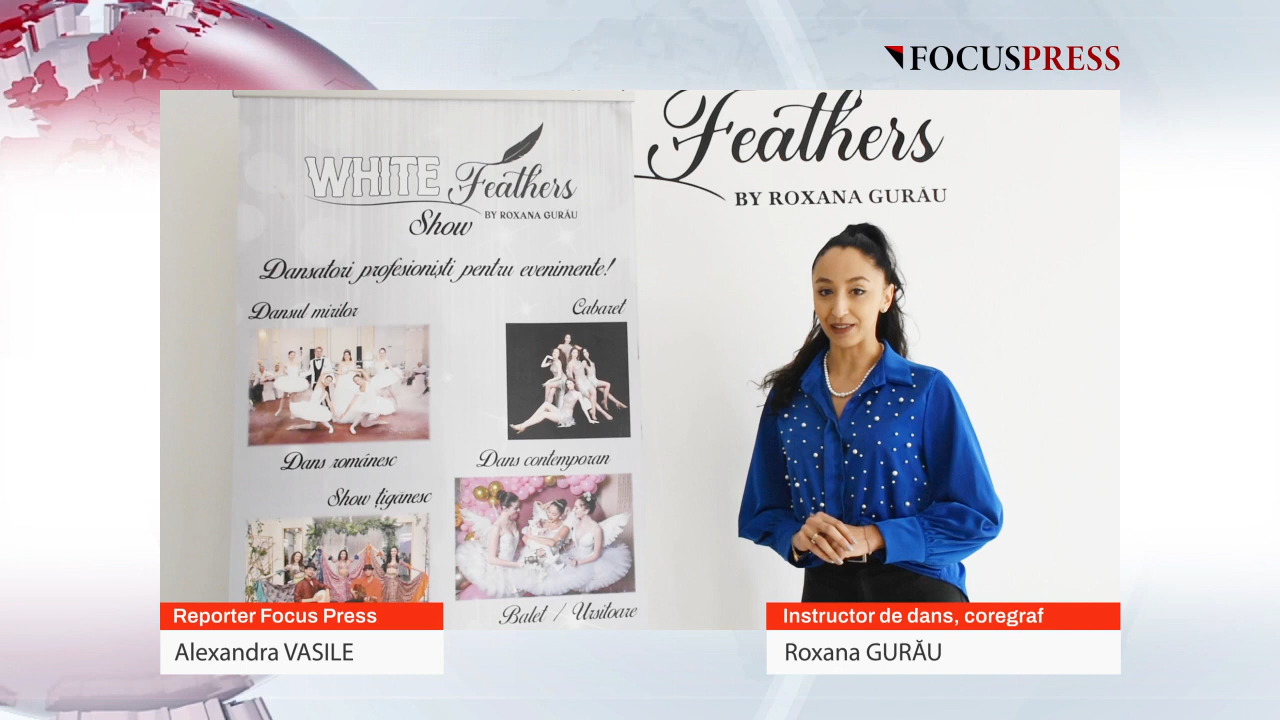 FOCUSPRESS
WHITE Feathers
BY ROXANA GURĂU
Show
Dansatori profesioniști pentru evenimente!
Dansul mirilor
Cabaret
Dans românesc
Dans contemporan
Show țigănesc
Balet / Ursitoare
Feathers
BY ROXANA GURĂU
Reporter Focus Press
Alexandra VASILE
Instructor de dans, coregraf
Roxana GURĂU